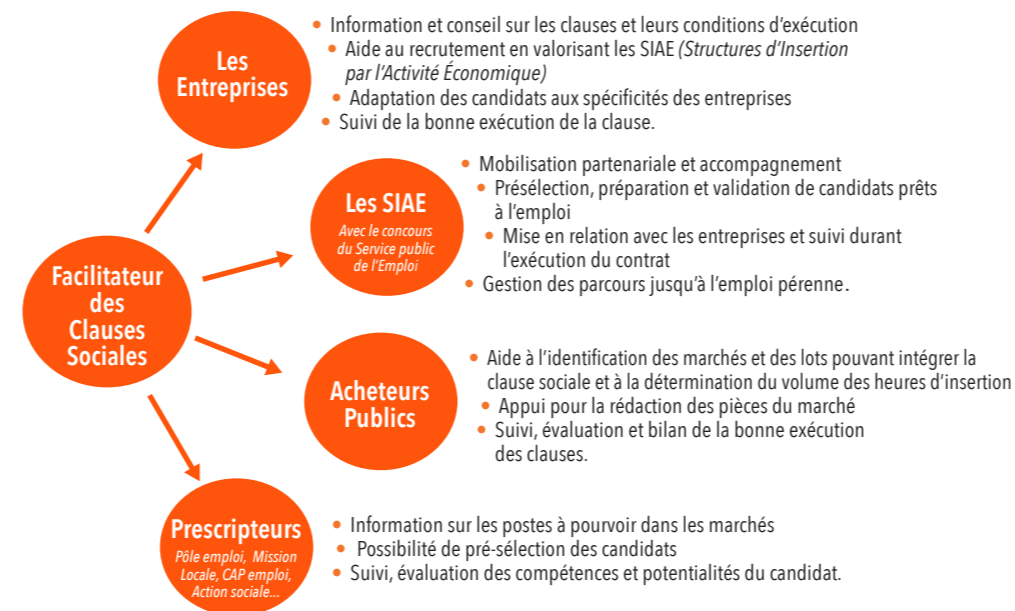 Les
Entreprises
• Information et conseil sur les clauses et leurs conditions d'exécution
• Aide au recrutement en valorisant les SIAE (Structures d'Insertion
par l'Activité Économique)
• Adaptation des candidats aux spécificités des entreprises
• Suivi de la bonne exécution de la clause.
Les SIAE
Avec le concours
du Service public
de l'Emploi
• Mobilisation partenariale et accompagnement
• Présélection, préparation et validation de candidats prêts
à l'emploi
• Mise en relation avec les entreprises et suivi durant
l'exécution du contrat
• Gestion des parcours jusqu'à l'emploi pérenne.
Facilitateur
des
Clauses
Sociales
Acheteurs
Publics
• Aide à l'identification des marchés et des lots pouvant intégrer la
clause sociale et à la détermination du volume des heures d'insertion
• Appui pour la rédaction des pièces du marché
• Suivi, évaluation et bilan de la bonne exécution
des clauses.
Prescripteurs
Pôle emploi, Mission
Locale, CAP emploi,
Action sociale...
• Information sur les postes à pourvoir dans les marchés
• Possibilité de pré-sélection des candidats
• Suivi, évaluation des compétences et potentialités du candidat.